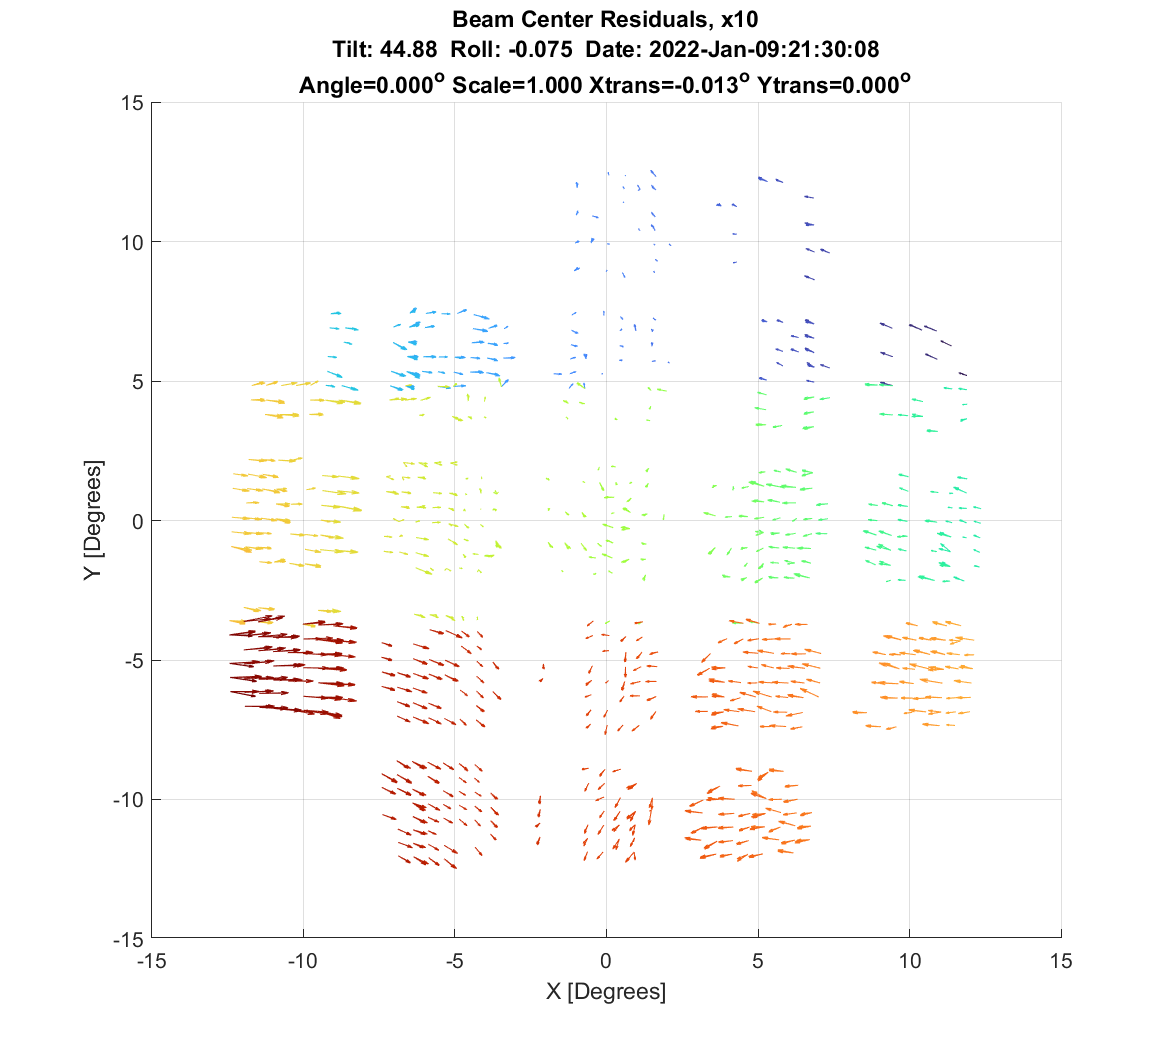 Beam Center Residuals, x10
Tilt: 44.88  Roll: -0.075  Date: 2022-Jan-09:21:30:08
Angle=0.000° Scale=1.000 Xtrans=-0.013° Ytrans=0.000°
15
10
5
0
-5
-10
-15
Y [Degrees]
-15 -10 -5 0 5 10 15
X [Degrees]